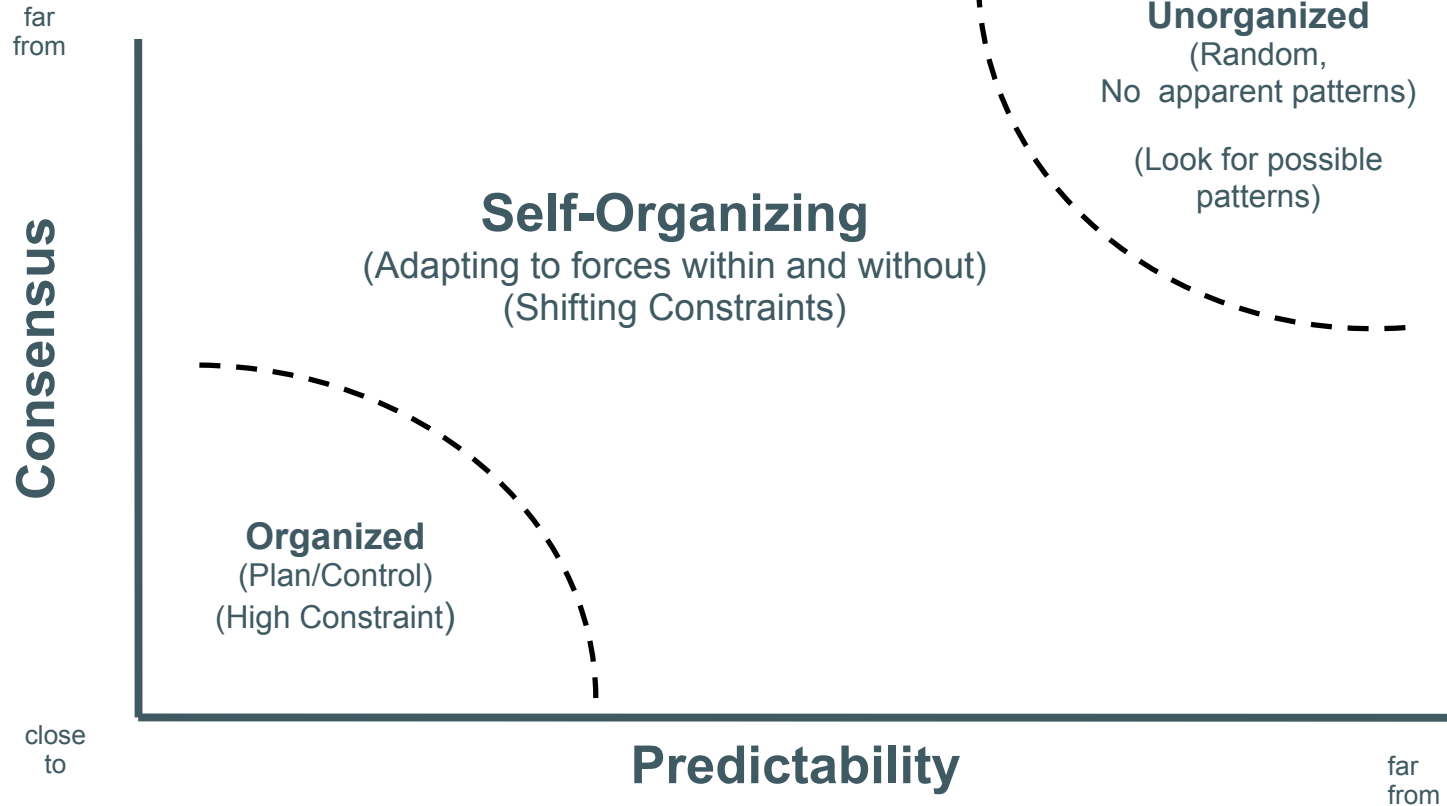 far
from
Unorganized
(Random,
No  apparent patterns)
(Look for possible
patterns)
Self-Organizing
(Adapting to forces within and without)
(Shifting Constraints)
Consensus
Organized
(Plan/Control)
(High Constraint)
close
to
Predictability
far
from